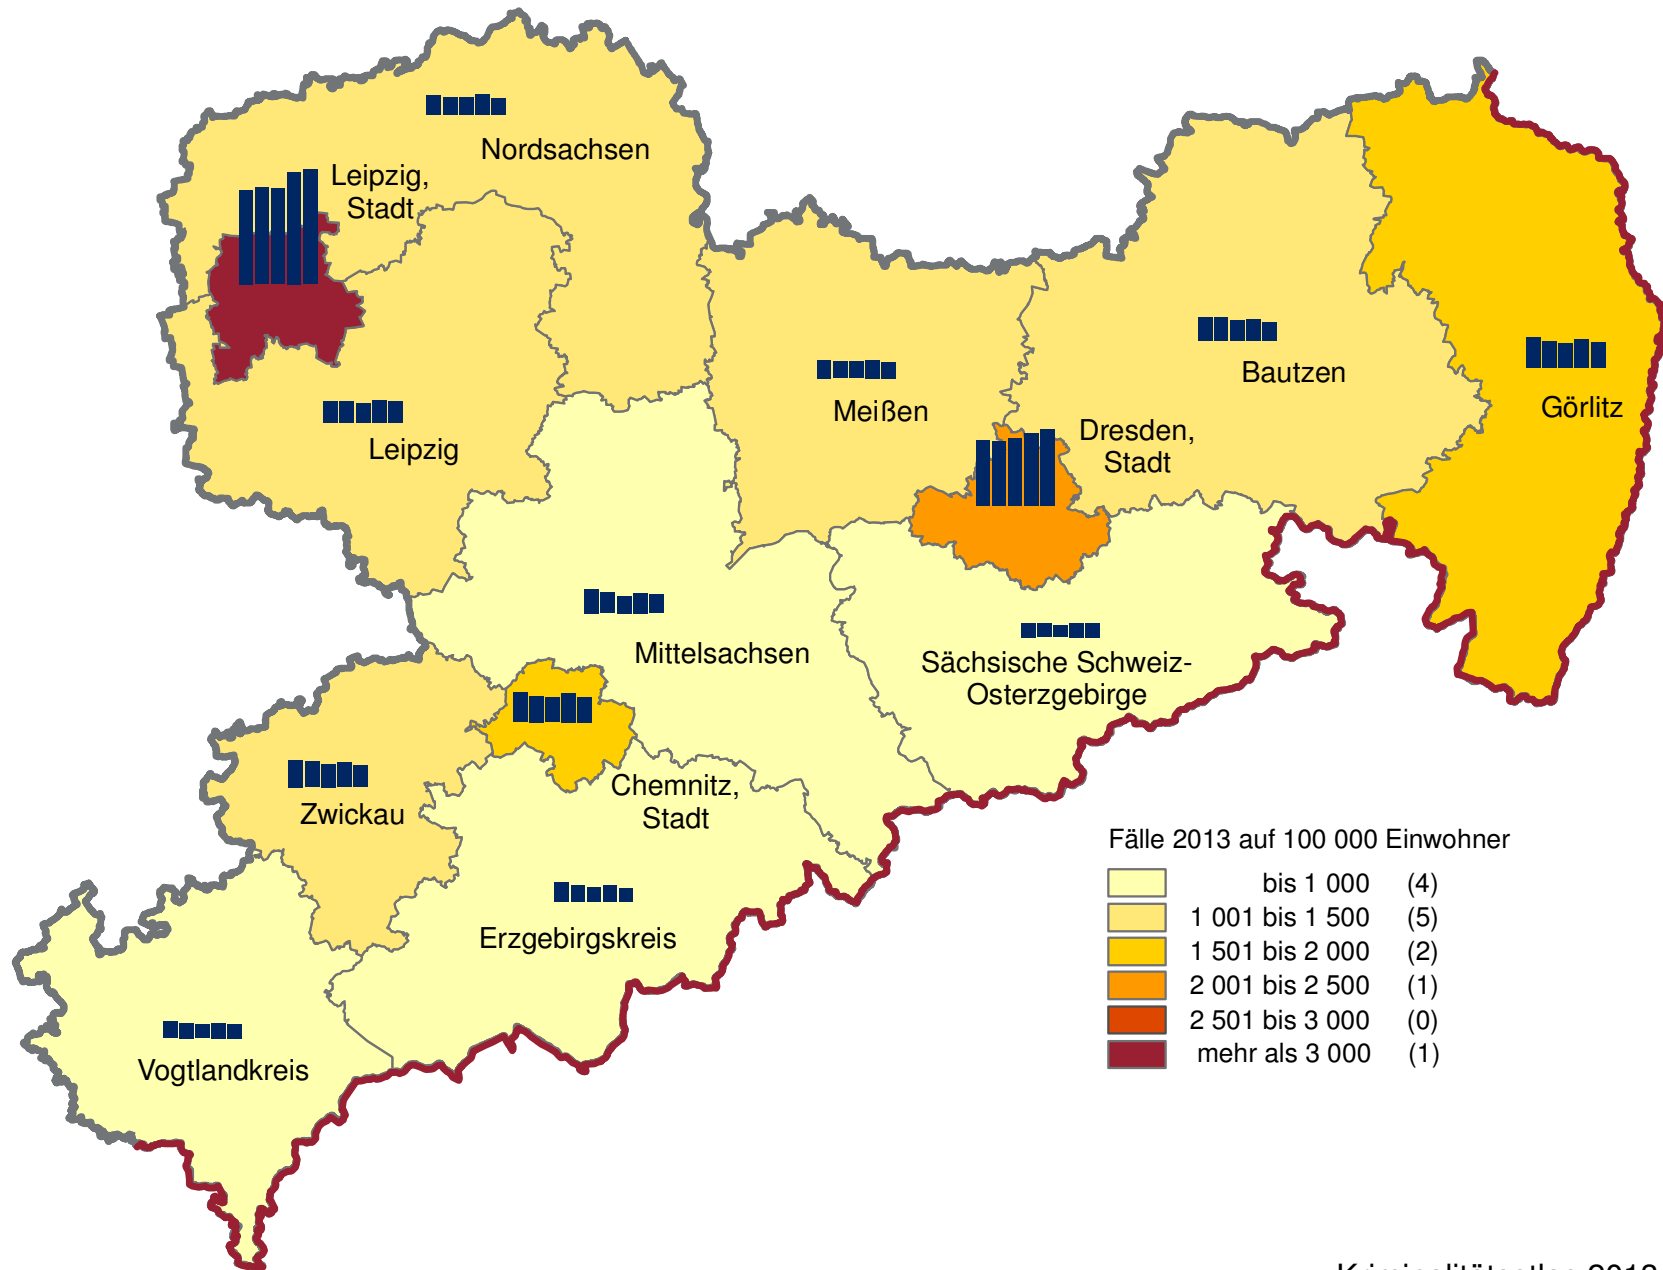 Nordsachsen
Leipzig,
Stadt
Leipzig
Meißen
Bautzen
Görlitz
Dresden,
Stadt
Mittelsachsen
Sächsische Schweiz-
Osterzgebirge
Chemnitz,
Stadt
Zwickau
Erzgebirgskreis
Vogtlandkreis
Fälle 2013 auf 100 000 Einwohner
bis 1 000 (4)
1 001 bis 1 500 (5)
1 501 bis 2 000 (2)
2 001 bis 2 500 (1)
2 501 bis 3 000 (0)
mehr als 3 000 (1)
Kriminalitätsatlas 2013